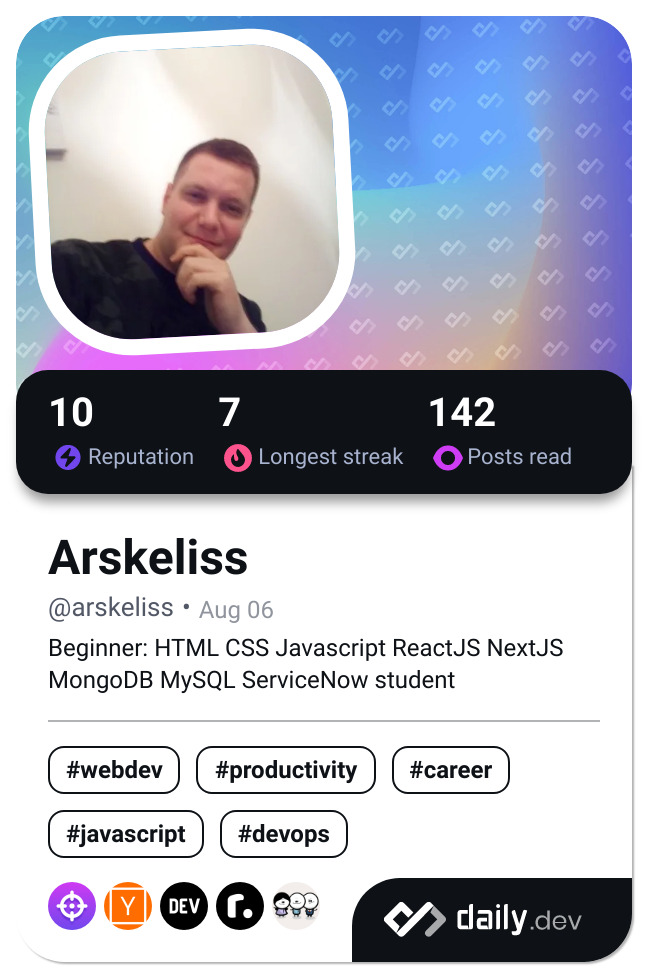 10 7 142
Reputation Longest streak Posts read
Arskeliss
@arskeliss • Aug 06
Beginner: HTML CSS Javascript ReactJS NextJS
MongoDB MySQL ServiceNow student
#webdev #productivity #career
#javascript #devops
Y DEV r. daily.dev